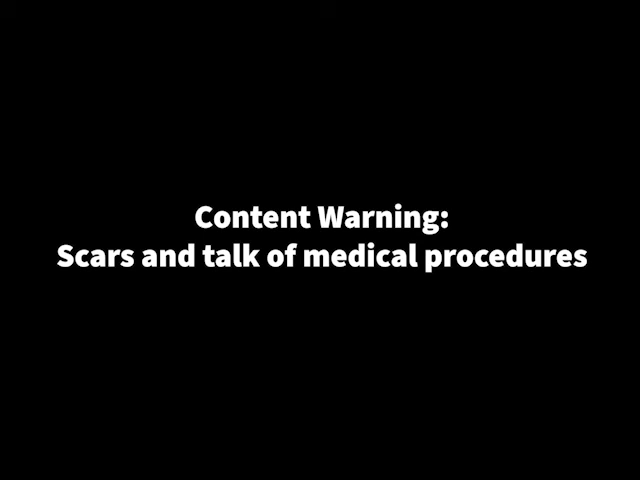 Content Warning:
Scars and talk of medical procedures